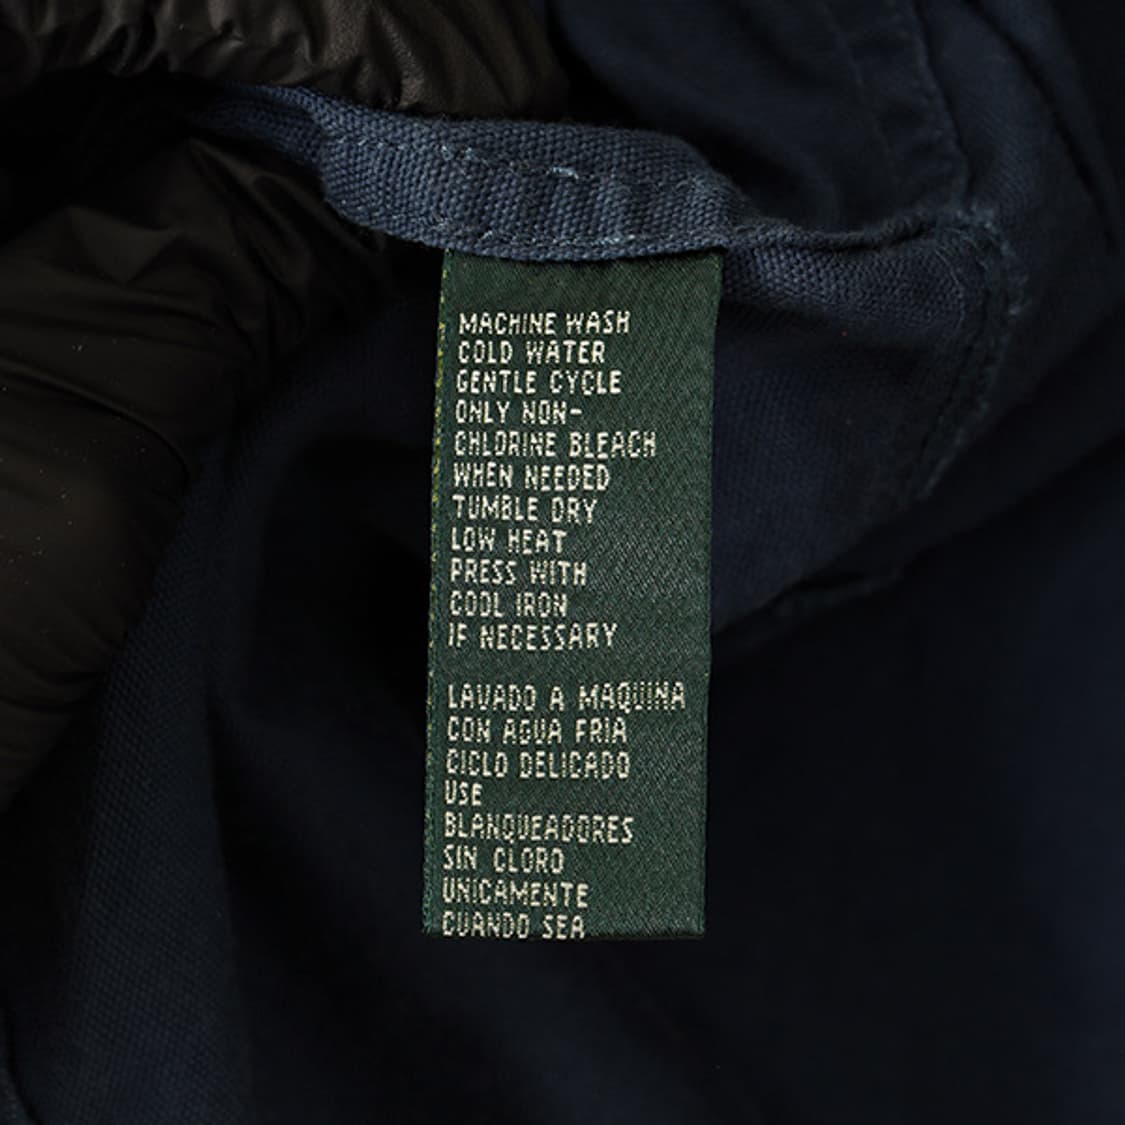 MACHINE WASH
COLD WATER
GENTLE CYCLE
ONLY NON-
CHLORINE BLEACH
WHEN NEEDED
TUMBLE DRY
LOW HEAT
PRESS WITH
COOL IRON
IF NECESSARY
LAVADO A MAQUINA
CON AGUA FRIA
CICLO DELICADO
USE
BLANQUEADORES
SIN CLORO
UNICAMENTE
CUANDO SEA